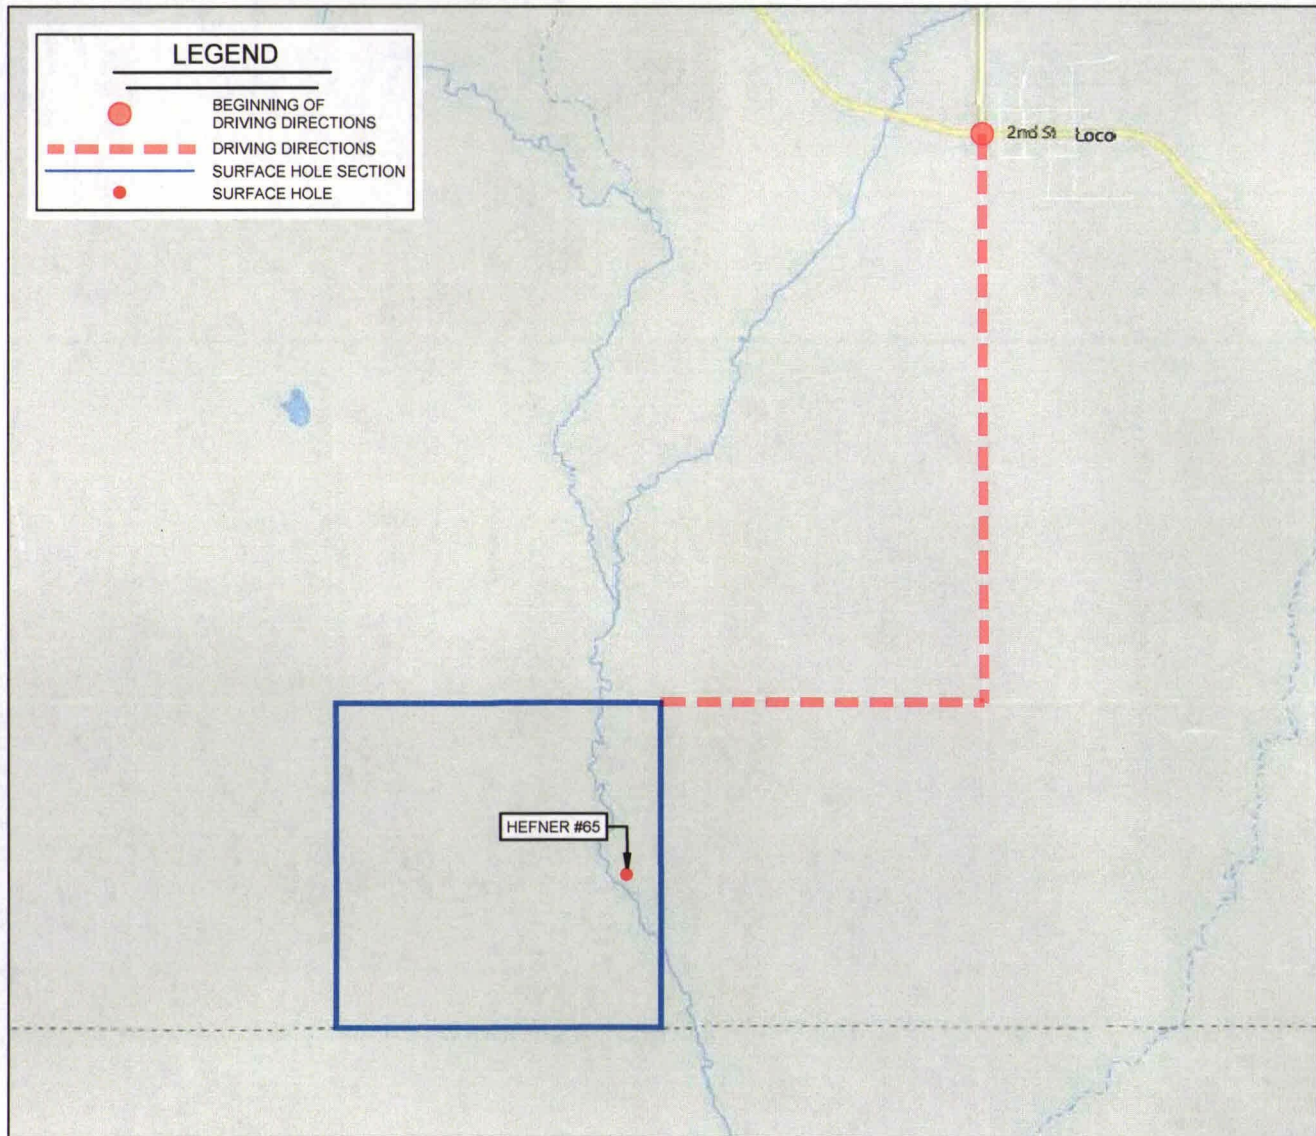 LEGEND
BEGINNING OF
DRIVING DIRECTIONS
DRIVING DIRECTIONS
SURFACE HOLE SECTION
SURFACE HOLE
2nd St Loco
HEFNER #65